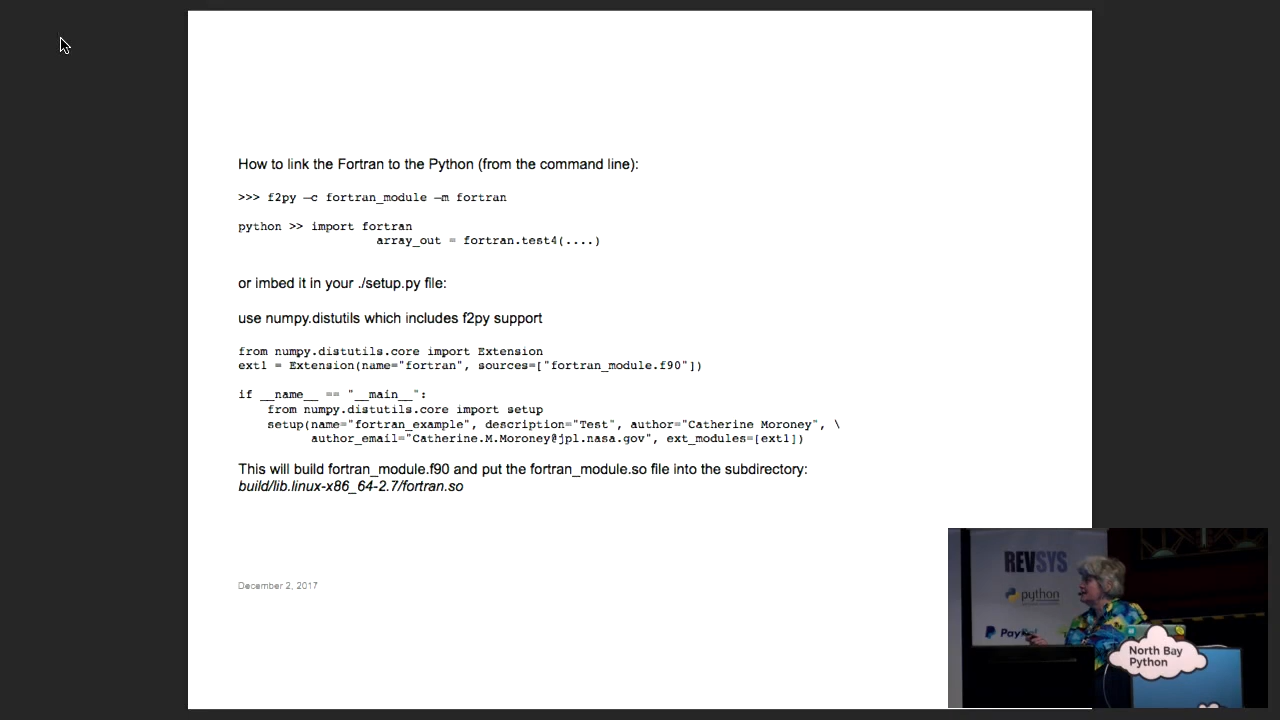 How to link the Fortran to the Python (from the command line):
>>> f2py –c fortran_module –m fortran
python >> import fortran
array_out = fortran.test4(....)
or imbed it in your ./setup.py file:
use numpy.distutils which includes f2py support
from numpy.distutils.core import Extension
ext1 = Extension(name="fortran", sources=["fortran_module.f90"])
if __name__ == "__main__":
from numpy.distutils.core import setup
setup(name="fortran_example", description="Test", author="Catherine Moroney", \
author_email="Catherine.M.Moroney@jpl.nasa.gov", ext_modules=[ext1])
This will build fortran_module.f90 and put the fortran_module.so file into the subdirectory:
build/lib.linux-x86_64-2.7/fortran.so
December 2, 2017
REVSYS
python
North Bay
Python